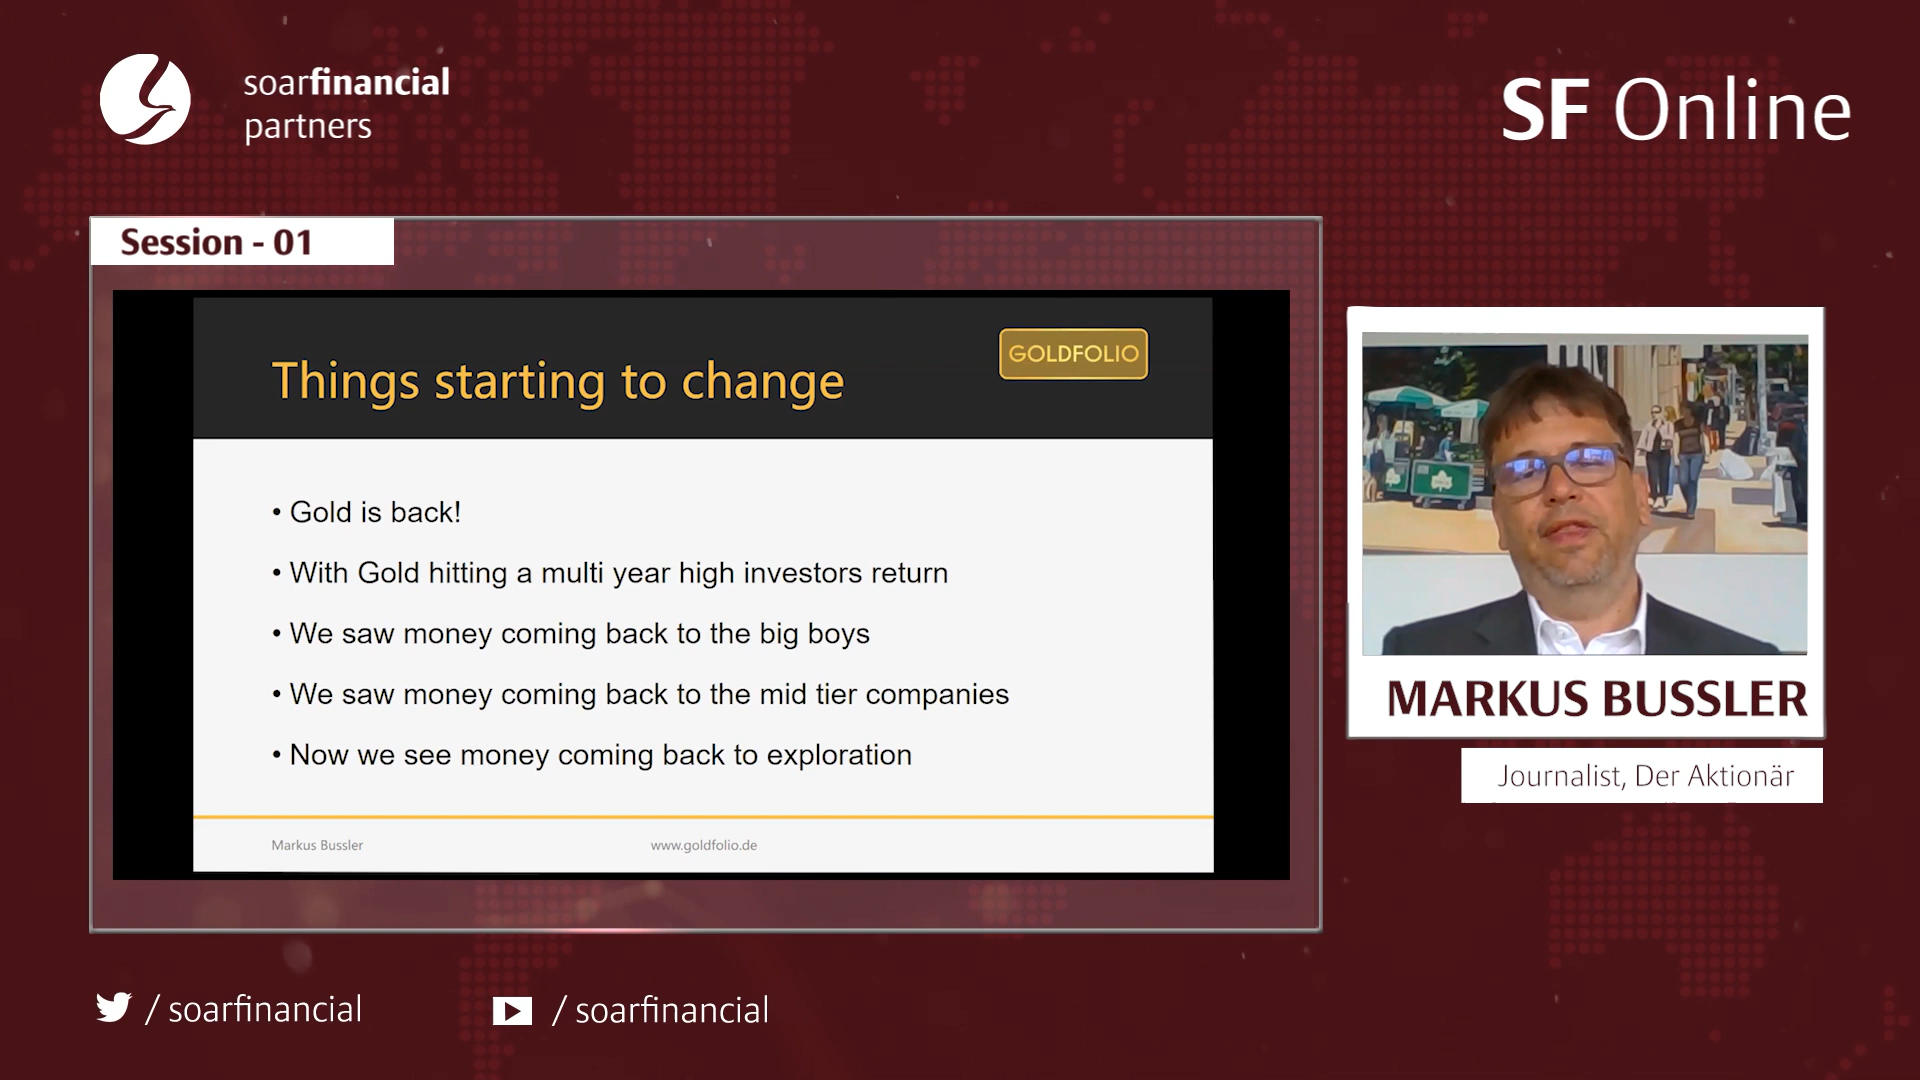 soarfinancial
partners
SF Online
Session - 01
Things starting to change
GOLDFOLIO
• Gold is back!
• With Gold hitting a multi year high investors return
• We saw money coming back to the big boys
• We saw money coming back to the mid tier companies
• Now we see money coming back to exploration
Markus Bussler
www.goldfolio.de
MARKUS BUSSLER
Journalist, Der Aktionär
/ soarfinancial
/ soarfinancial